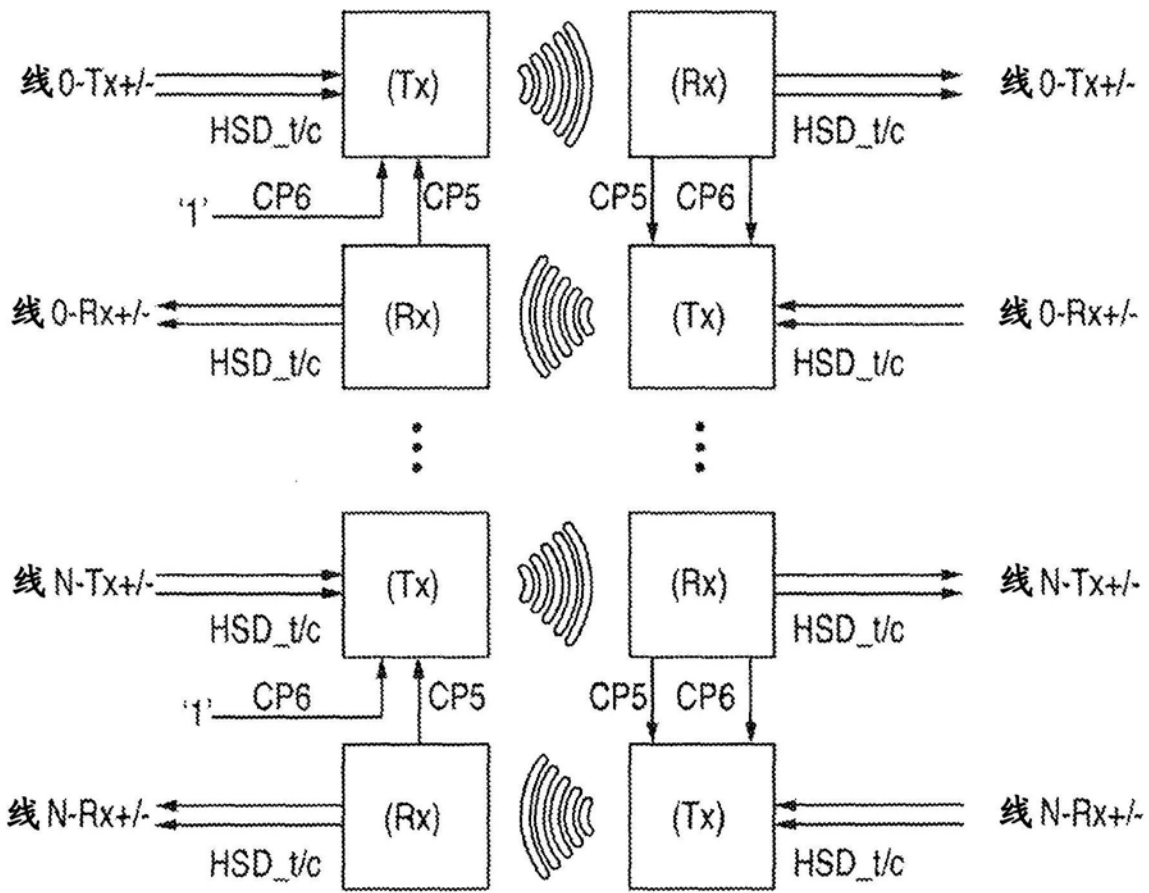 线 0-Tx+/- (Tx) (Rx) 线 0-Tx+/-
HSD_t/c HSD_t/c
'1' CP6 CP5 CP5 CP6
线 0-Rx+/- (Rx) (Tx) 线 0-Rx+/-
HSD_t/c HSD_t/c
线 N-Tx+/- (Tx) (Rx) 线 N-Tx+/-
HSD_t/c HSD_t/c
'1' CP6 CP5 CP5 CP6
线 N-Rx+/- (Rx) (Tx) 线 N-Rx+/-
HSD_t/c HSD_t/c